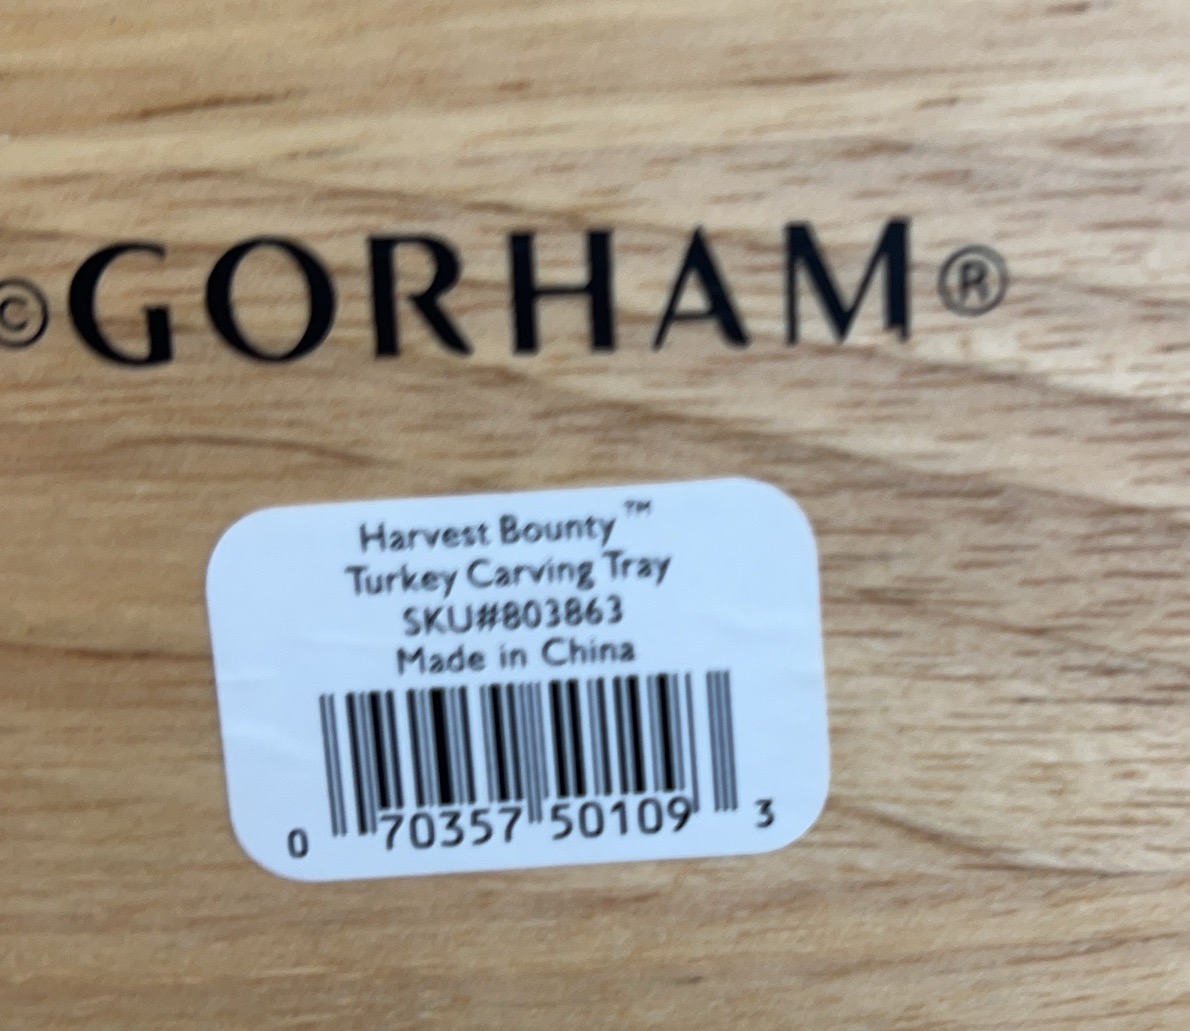 ©GORHAM®
Harvest Bounty™
Turkey Carving Tray
SKU#803863
Made in China
0 70357 50109 3